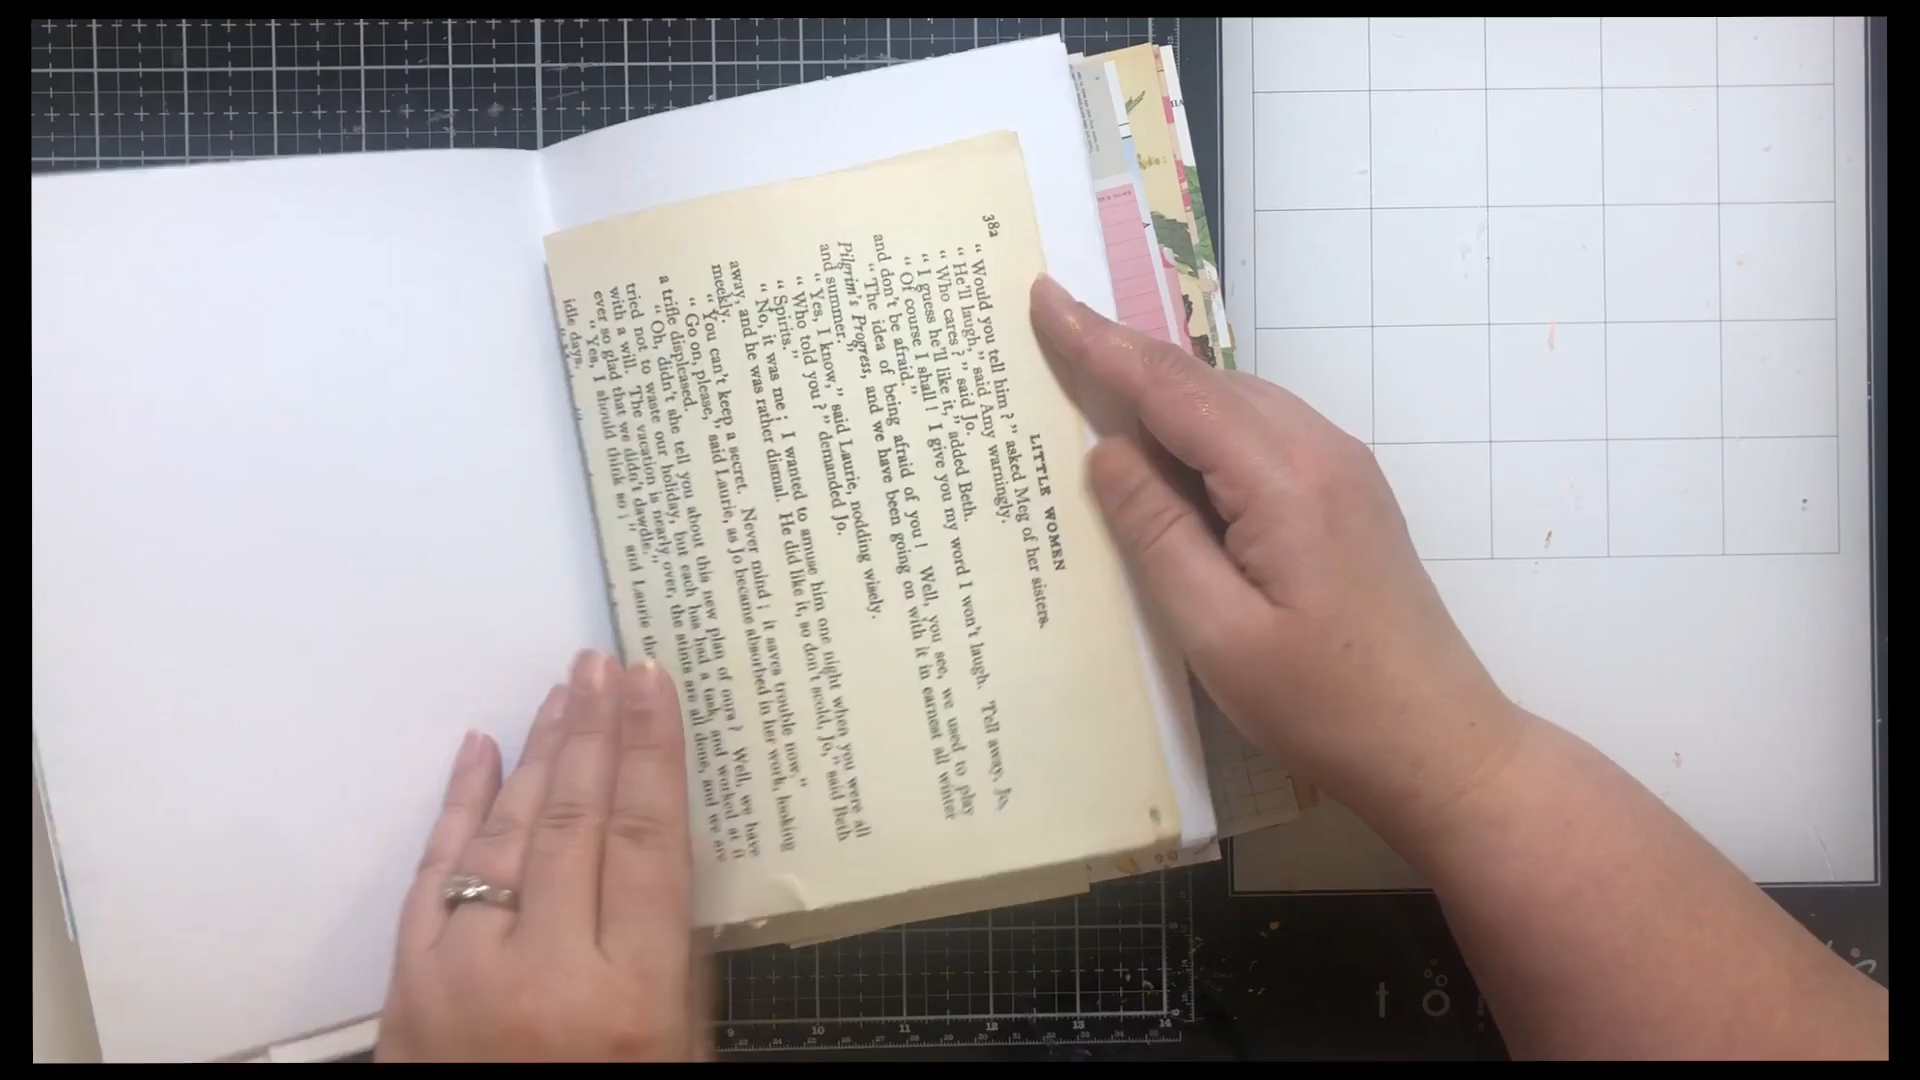 382
LITTLE WOMEN
“Would you tell him?” asked Meg of her sisters.
“He'll laugh,” said Amy warningly.
“Who cares?” said Jo.
“I guess he'll like it,” added Beth.
“Of course I shall! I give you my word I won't laugh. Tell away, Jo,
and don't be afraid.”
“The idea of being afraid of you! Well, you see, we used to play
Pilgrim's Progress, and we have been going on with it in earnest all winter
and summer.”
“Yes, I know,” said Laurie, nodding wisely.
“Who told you?” demanded Jo.
“Spirits.”
“No, it was me; I wanted to amuse him one night when you were all
away, and he was rather dismal. He did like it, so don't scold, Jo,” said Beth
meekly.
“You can't keep a secret. Never mind; it saves trouble now.”
“Go on, please,” said Laurie, as Jo became absorbed in her work, looking
a trifle displeased.
“Oh, didn't she tell you about this new plan of ours? Well, we have
tried not to waste our holiday, but each has had a task, and worked at it
with a will. The vacation is nearly over, the stints are all done, and we are
ever so glad that we didn't dawdle.”
“Yes, I should think so;” and Laurie
idle days.
9 10 11 12 13 14
t o